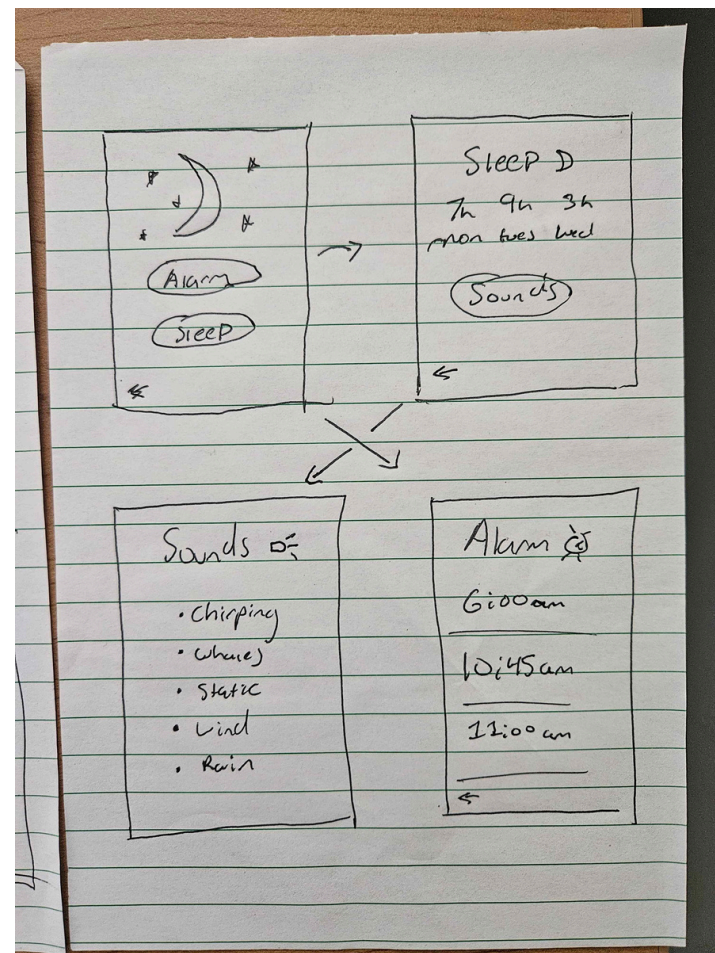 Alarm
Sleep
Sleep D
7h 9h 3h
mon tues wed
Sounds
Sounds
• Chirping
• whales
• Static
• Wind
• Rain
Alarm
6:00am
10:45am
11:00am